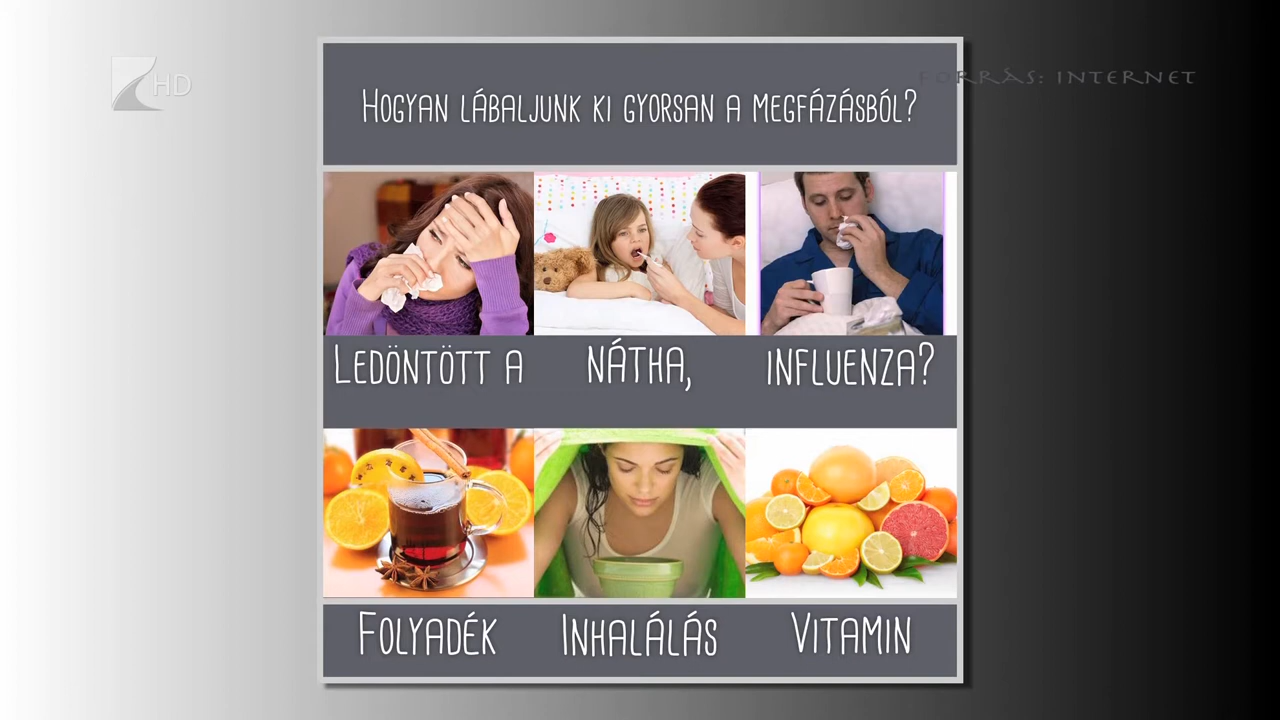 HD
FORRÁS: INTERNET
HOGYAN LÁBALJUNK KI GYORSAN A MEGFÁZÁSBÓL?
LEDÖNTÖTT A NÁTHA, INFLUENZA?
FOLYADÉK INHALÁLÁS VITAMIN